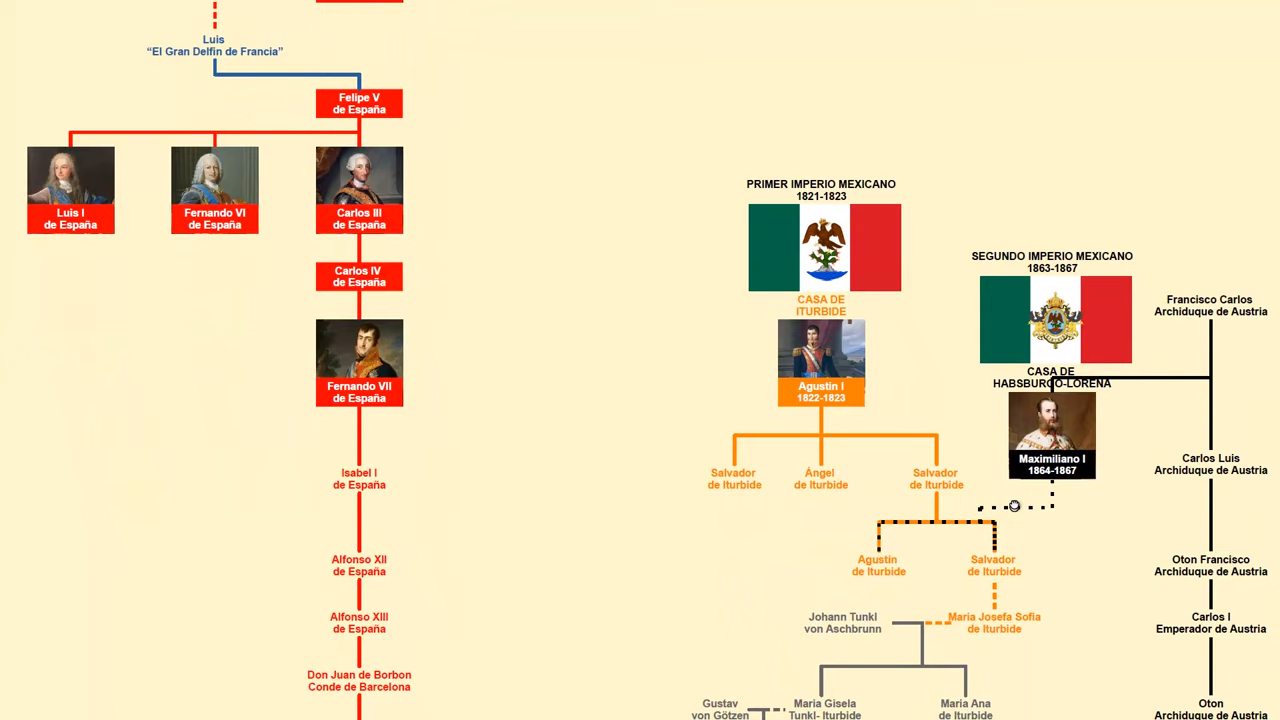 Luis
“El Gran Delfin de Francia”
Felipe V
de España
Luis I
de España
Fernando VI
de España
Carlos III
de España
Carlos IV
de España
Fernando VII
de España
Isabel I
de España
Alfonso XII
de España
Alfonso XIII
de España
Don Juan de Borbon
Conde de Barcelona
PRIMER IMPERIO MEXICANO
1821-1823
CASA DE
ITURBIDE
Agustin I
1822-1823
Salvador
de Iturbide
Ángel
de Iturbide
Salvador
de Iturbide
Agustin
de Iturbide
Salvador
de Iturbide
Johann Tunkl
von Aschbrunn
Maria Josefa Sofia
de Iturbide
Gustav
von Götzen
Maria Gisela
Tunkl- Iturbide
Maria Ana
de Iturbide
SEGUNDO IMPERIO MEXICANO
1863-1867
CASA DE
HABSBURGO-LORENA
Maximiliano I
1864-1867
Francisco Carlos
Archiduque de Austria
Carlos Luis
Archiduque de Austria
Oton Francisco
Archiduque de Austria
Carlos I
Emperador de Austria
Oton
Archiduque de Austria